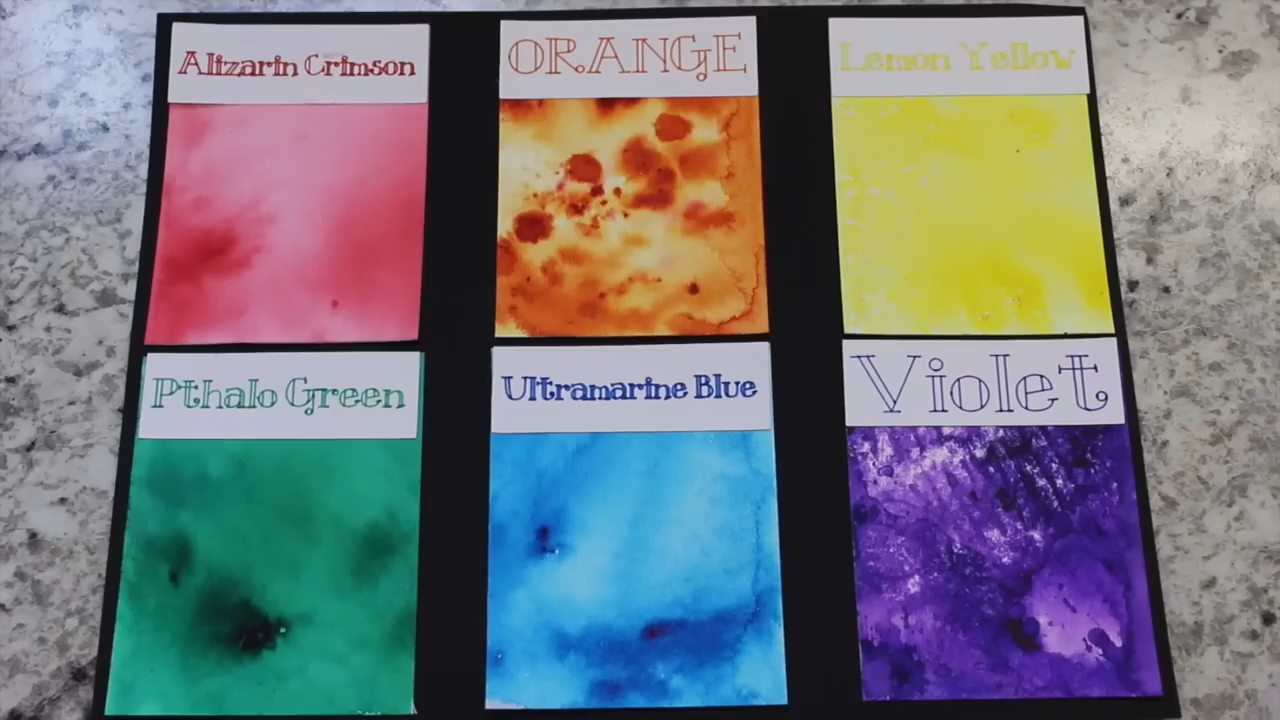 Alizarin Crimson
ORANGE
Lemon Yellow
Pthalo Green
Ultramarine Blue
Violet